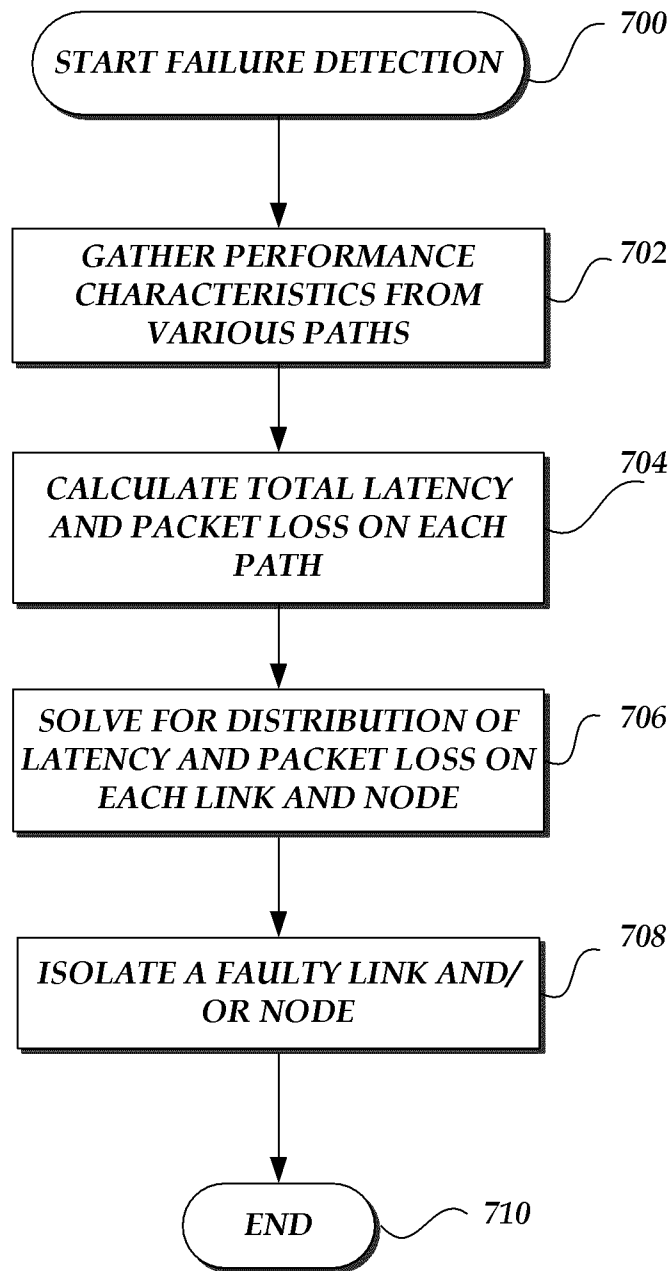 START FAILURE DETECTION
700
GATHER PERFORMANCE
CHARACTERISTICS FROM
VARIOUS PATHS
702
CALCULATE TOTAL LATENCY
AND PACKET LOSS ON EACH
PATH
704
SOLVE FOR DISTRIBUTION OF
LATENCY AND PACKET LOSS ON
EACH LINK AND NODE
706
ISOLATE A FAULTY LINK AND/
OR NODE
708
END
710